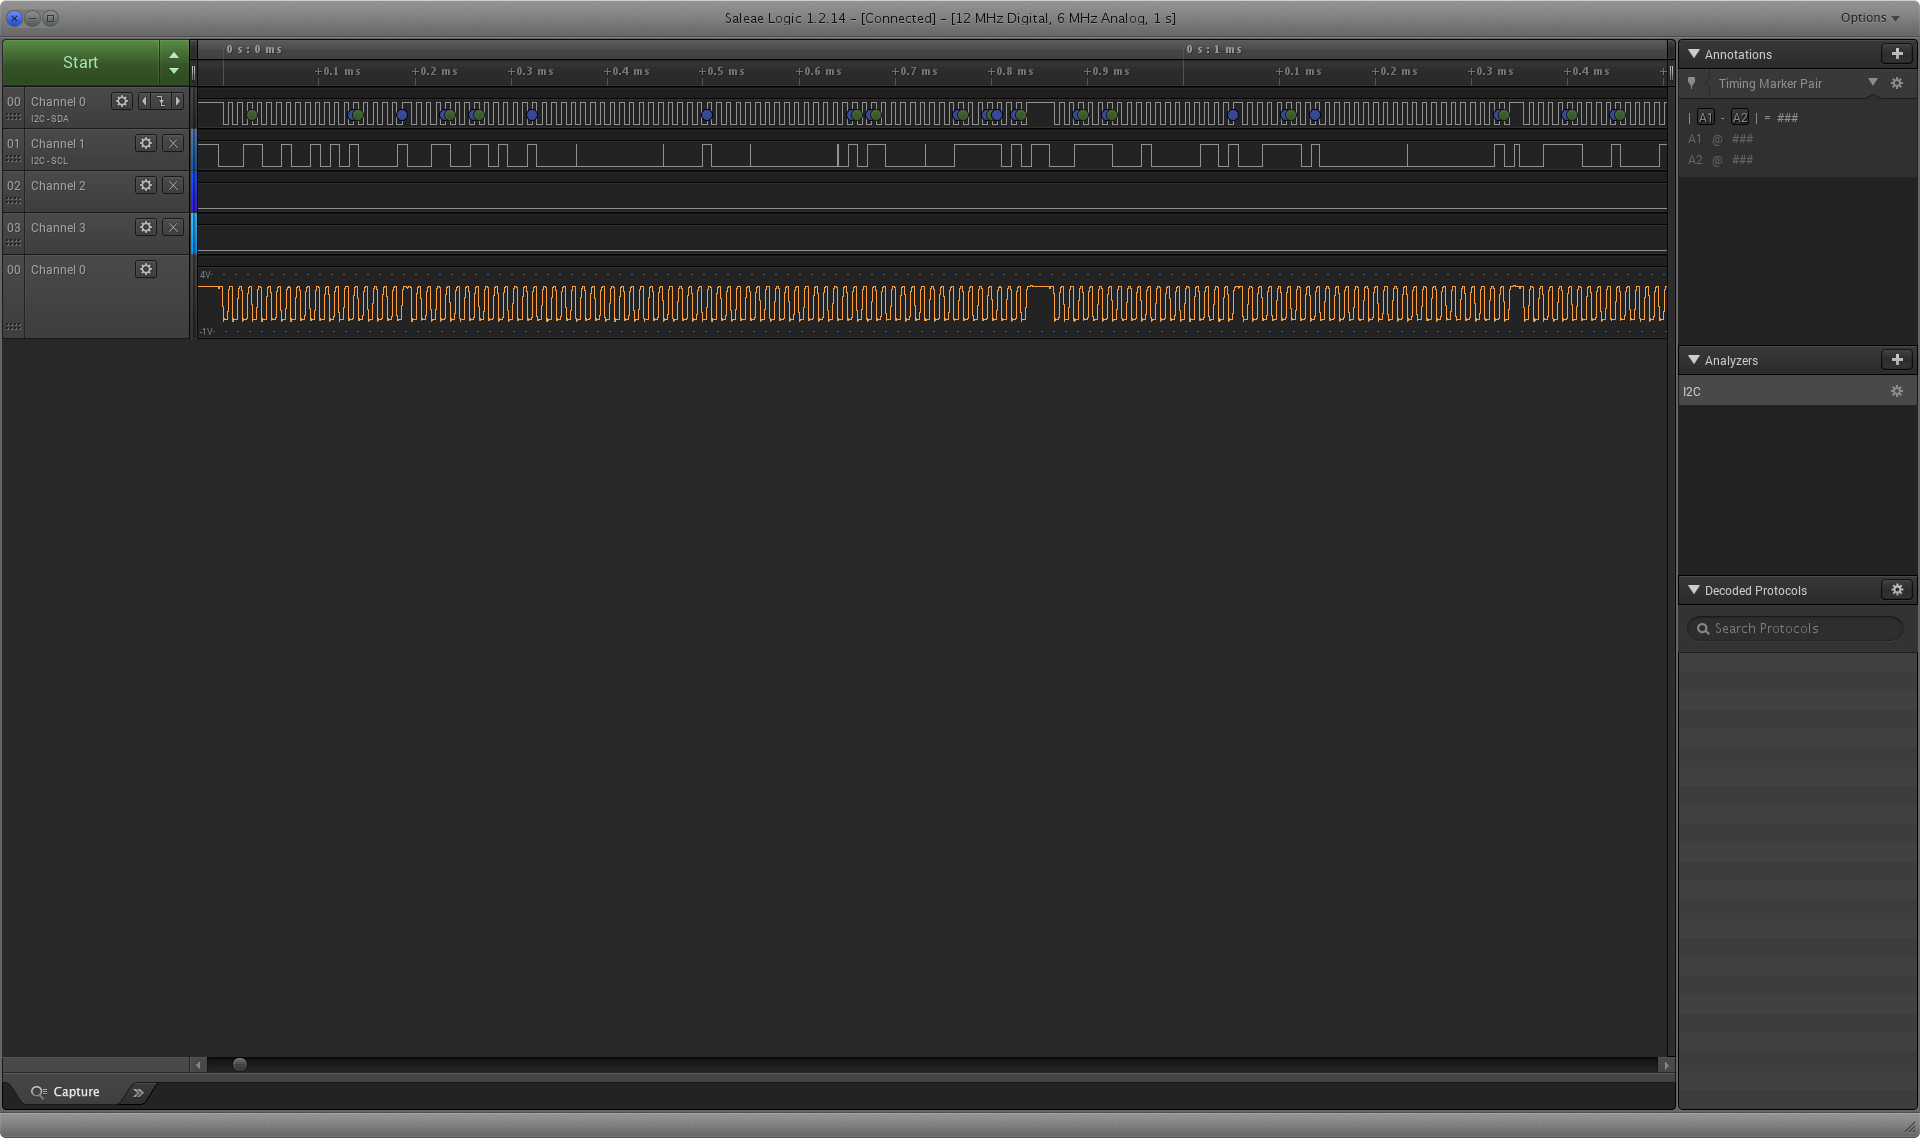 Saleae Logic 1.2.14 - [Connected] - [12 MHz Digital, 6 MHz Analog, 1 s]
Options
Start
0 s : 0 ms
0 s : 1 ms
+0.1 ms
+0.2 ms
+0.3 ms
+0.4 ms
+0.5 ms
+0.6 ms
+0.7 ms
+0.8 ms
+0.9 ms
+0.1 ms
+0.2 ms
+0.3 ms
+0.4 ms
+
00
Channel 0
I2C - SDA
01
Channel 1
I2C - SCL
02
Channel 2
03
Channel 3
00
Channel 0
4V
-1V
Annotations
Timing Marker Pair
| A1 - A2 | = ###
A1 @ ###
A2 @ ###
Analyzers
I2C
Decoded Protocols
Search Protocols
Capture